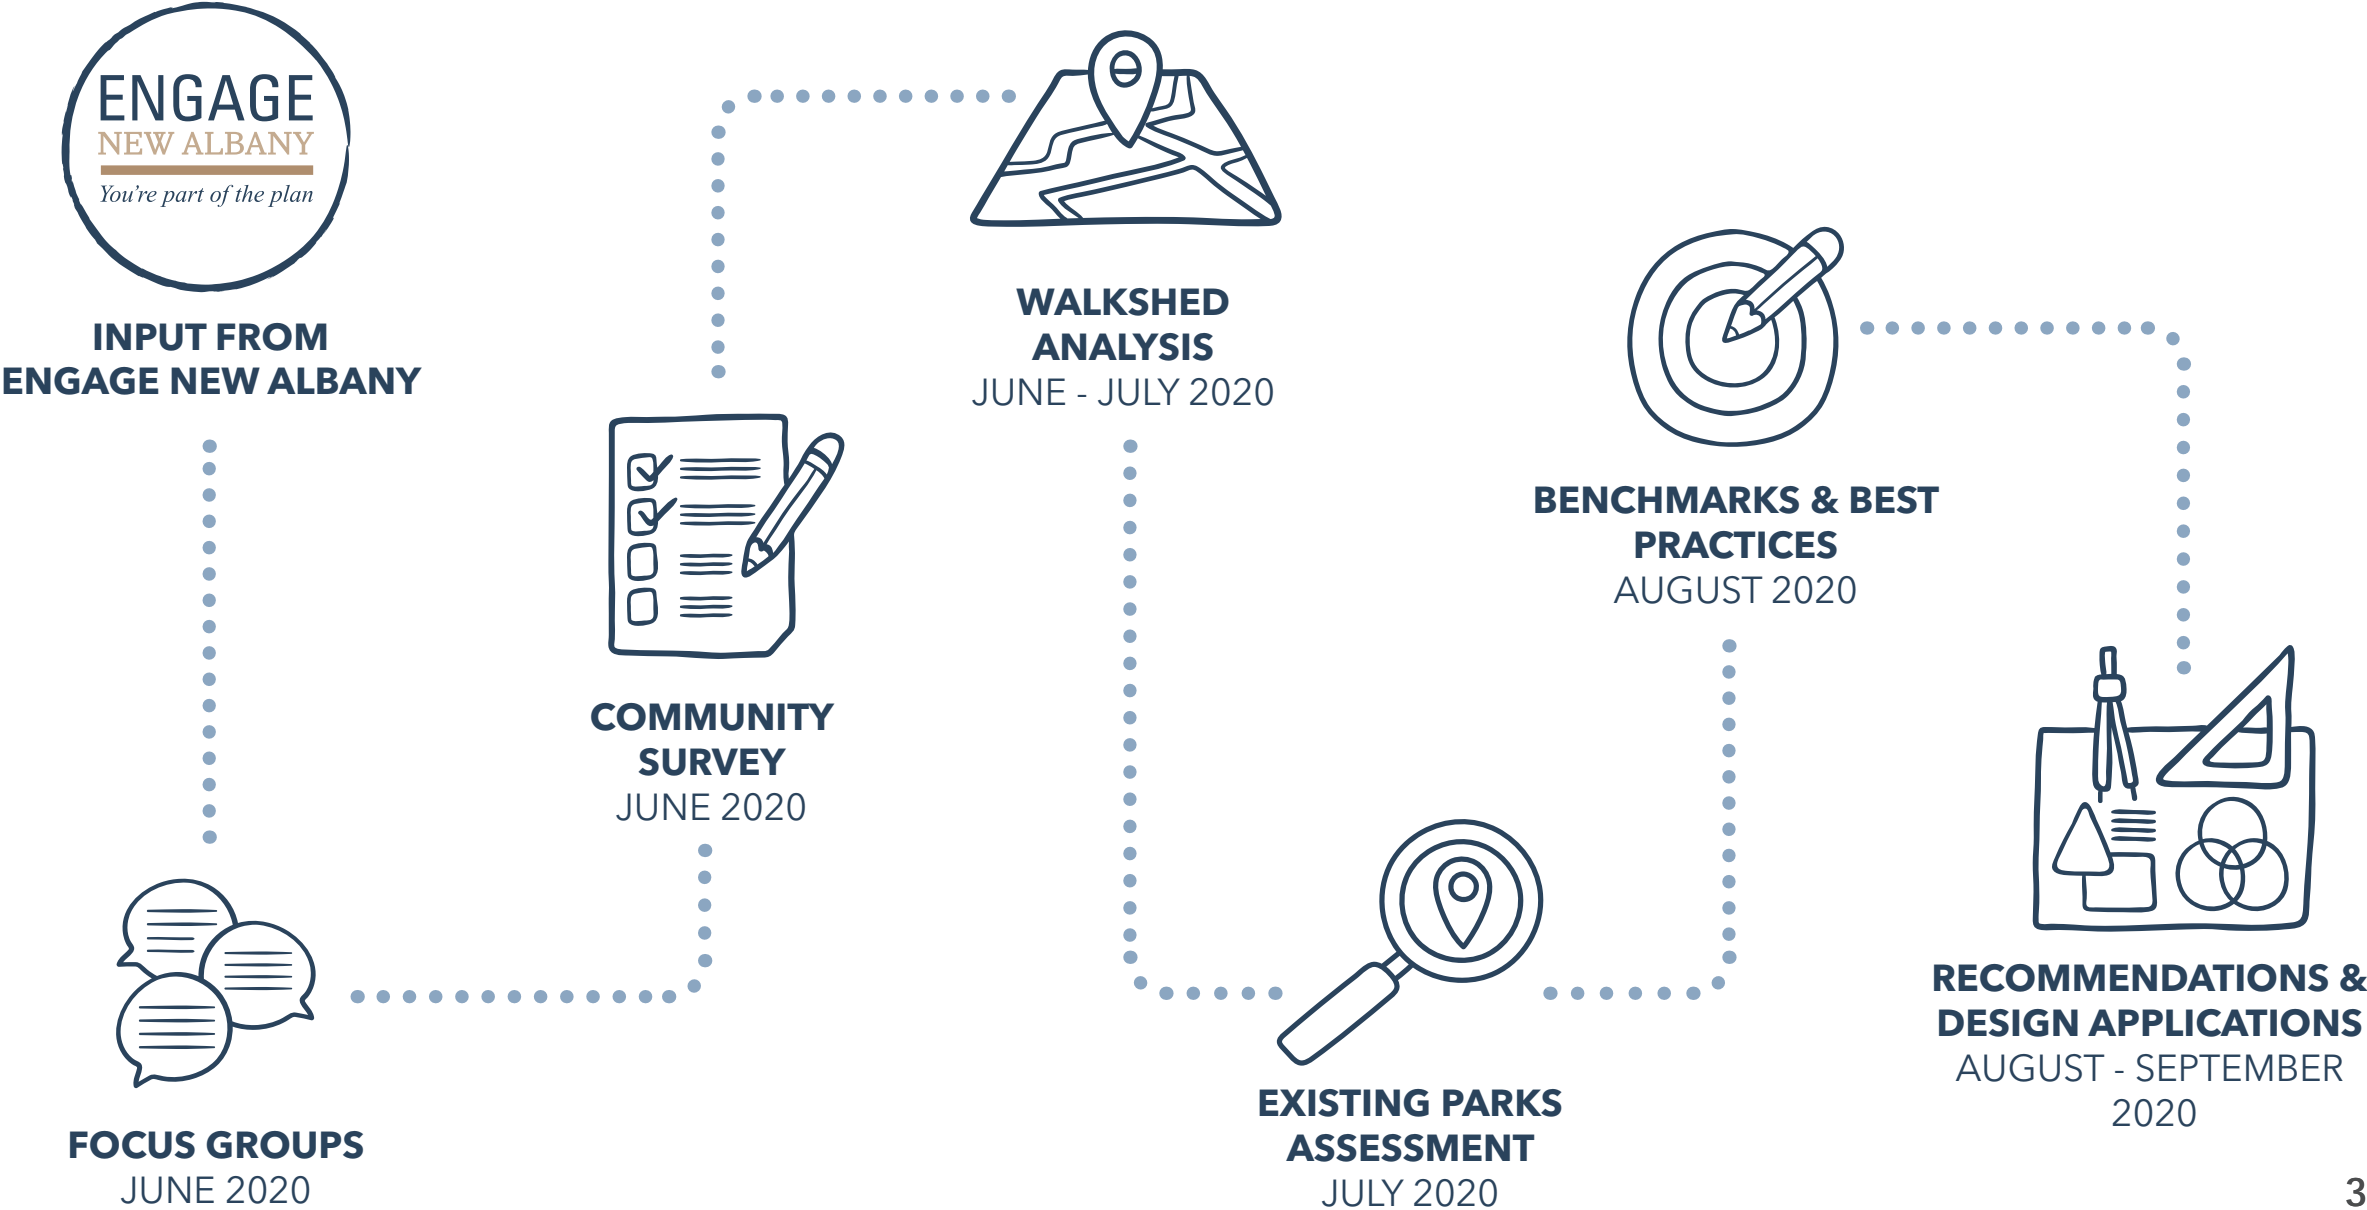 ENGAGE
NEW ALBANY
You're part of the plan
INPUT FROM
ENGAGE NEW ALBANY
FOCUS GROUPS
JUNE 2020
COMMUNITY
SURVEY
JUNE 2020
WALKSHED
ANALYSIS
JUNE - JULY 2020
EXISTING PARKS
ASSESSMENT
JULY 2020
BENCHMARKS & BEST
PRACTICES
AUGUST 2020
RECOMMENDATIONS &
DESIGN APPLICATIONS
AUGUST - SEPTEMBER
2020
3